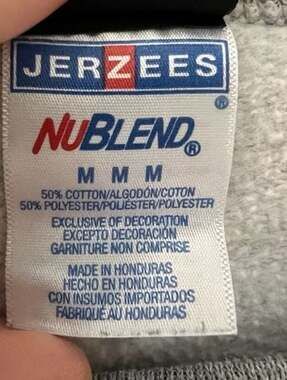 JERZEES
®
NUBLEND®
M M M
50% COTTON/ALGODÓN/COTON
50% POLYESTER/POLIÉSTER/POLYESTER
EXCLUSIVE OF DECORATION
EXCEPTO DECORACIÓN
GARNITURE NON COMPRISE
MADE IN HONDURAS
HECHO EN HONDURAS
CON INSUMOS IMPORTADOS
FABRIQUÉ AU HONDURAS